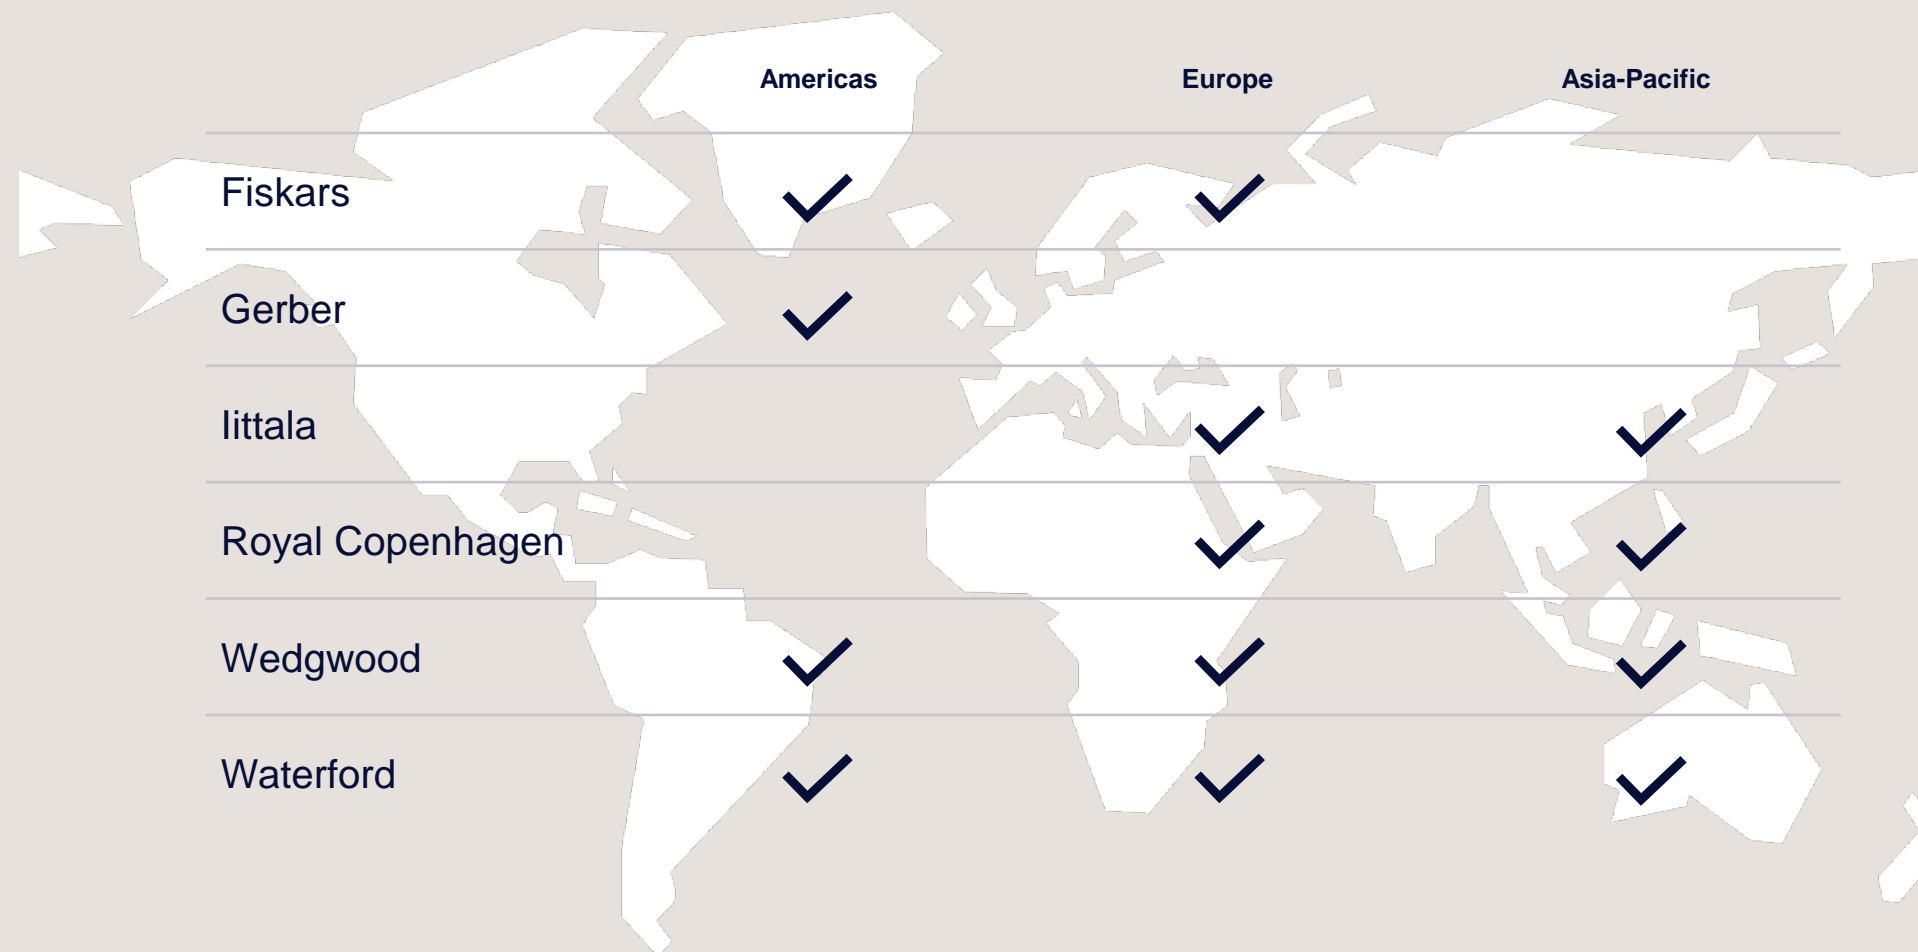 Americas Europe Asia-Pacific
Fiskars
Gerber
Iittala
Royal Copenhagen
Wedgwood
Waterford